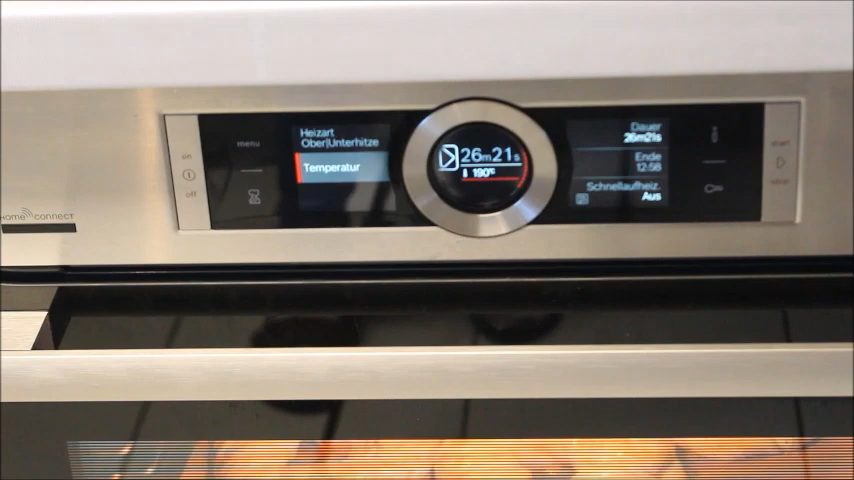 Heizart
Ober|Unterhitze
Temperatur
on
off
menu
26m21s
190°C
Dauer
26m21s
Ende
12:58
Schnellaufheiz.
Aus
start
stop
HOME CONNECT